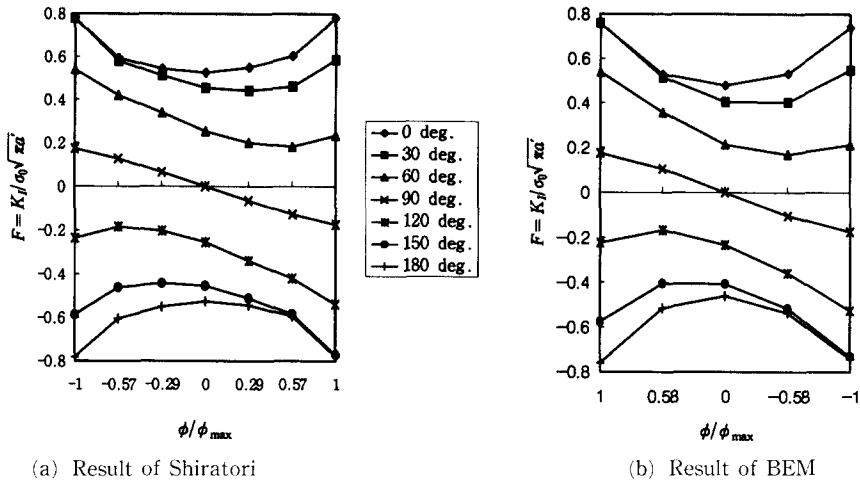 0.8
0.6
0.4
0.2
0
-0.2
-0.4
-0.6
-0.8
F = K_I/σ₀√πa'
-1 -0.57 -0.29 0 0.29 0.57 1
φ/φ_max
(a) Result of Shiratori
0 deg.
30 deg.
60 deg.
90 deg.
120 deg.
150 deg.
180 deg.
0.8
0.6
0.4
0.2
0
-0.2
-0.4
-0.6
-0.8
F = K_I/σ₀√πa'
1 0.58 0 -0.58 -1
φ/φ_max
(b) Result of BEM